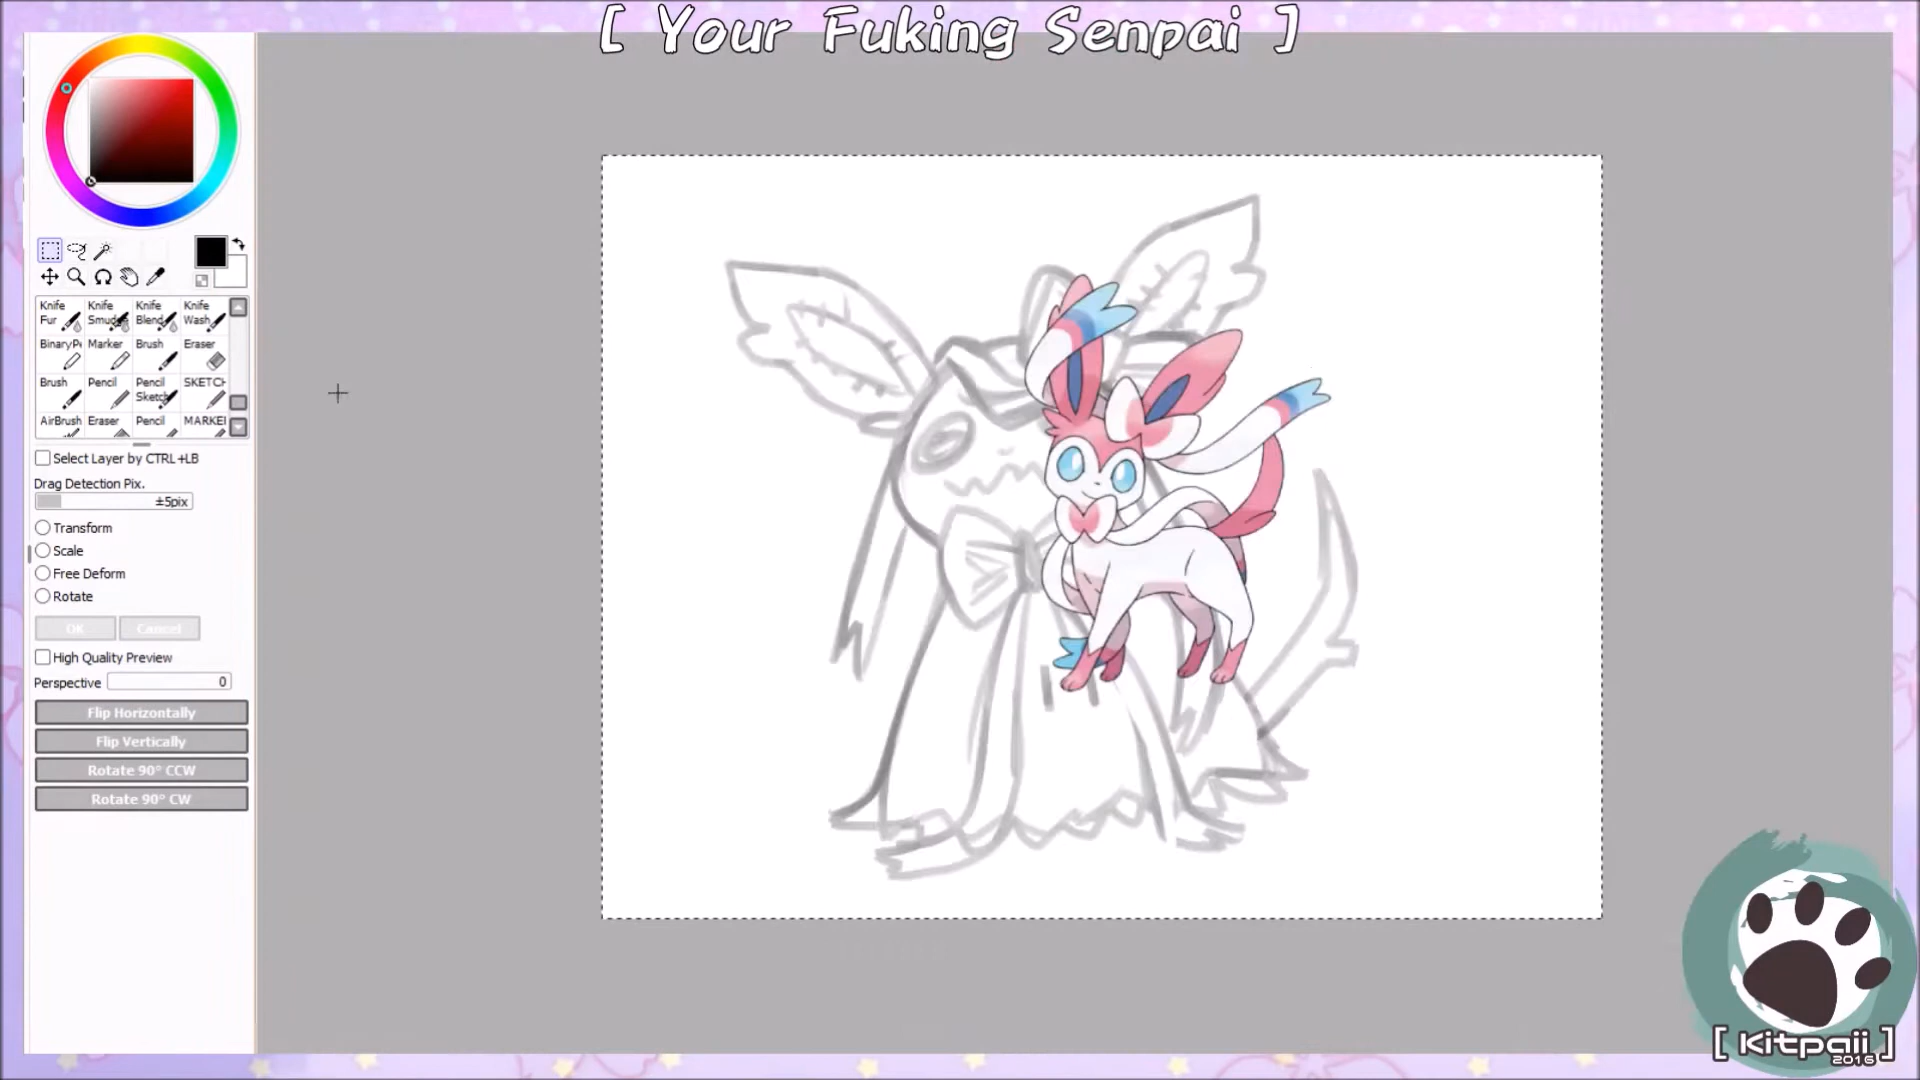 [ Your Fuking Senpai ]
Knife Fur
Knife Smudg
Knife Blend
Knife Wash
BinaryPe
Marker
Brush
Eraser
Brush
Pencil
Pencil Sketch
SKETCH
AirBrush
Eraser
Pencil
MARKEI
Select Layer by CTRL+LB
Drag Detection Pix.
±5pix
Transform
Scale
Free Deform
Rotate
OK
Cancel
High Quality Preview
Perspective
0
Flip Horizontally
Flip Vertically
Rotate 90° CCW
Rotate 90° CW
[ Kitpaii ]
2016